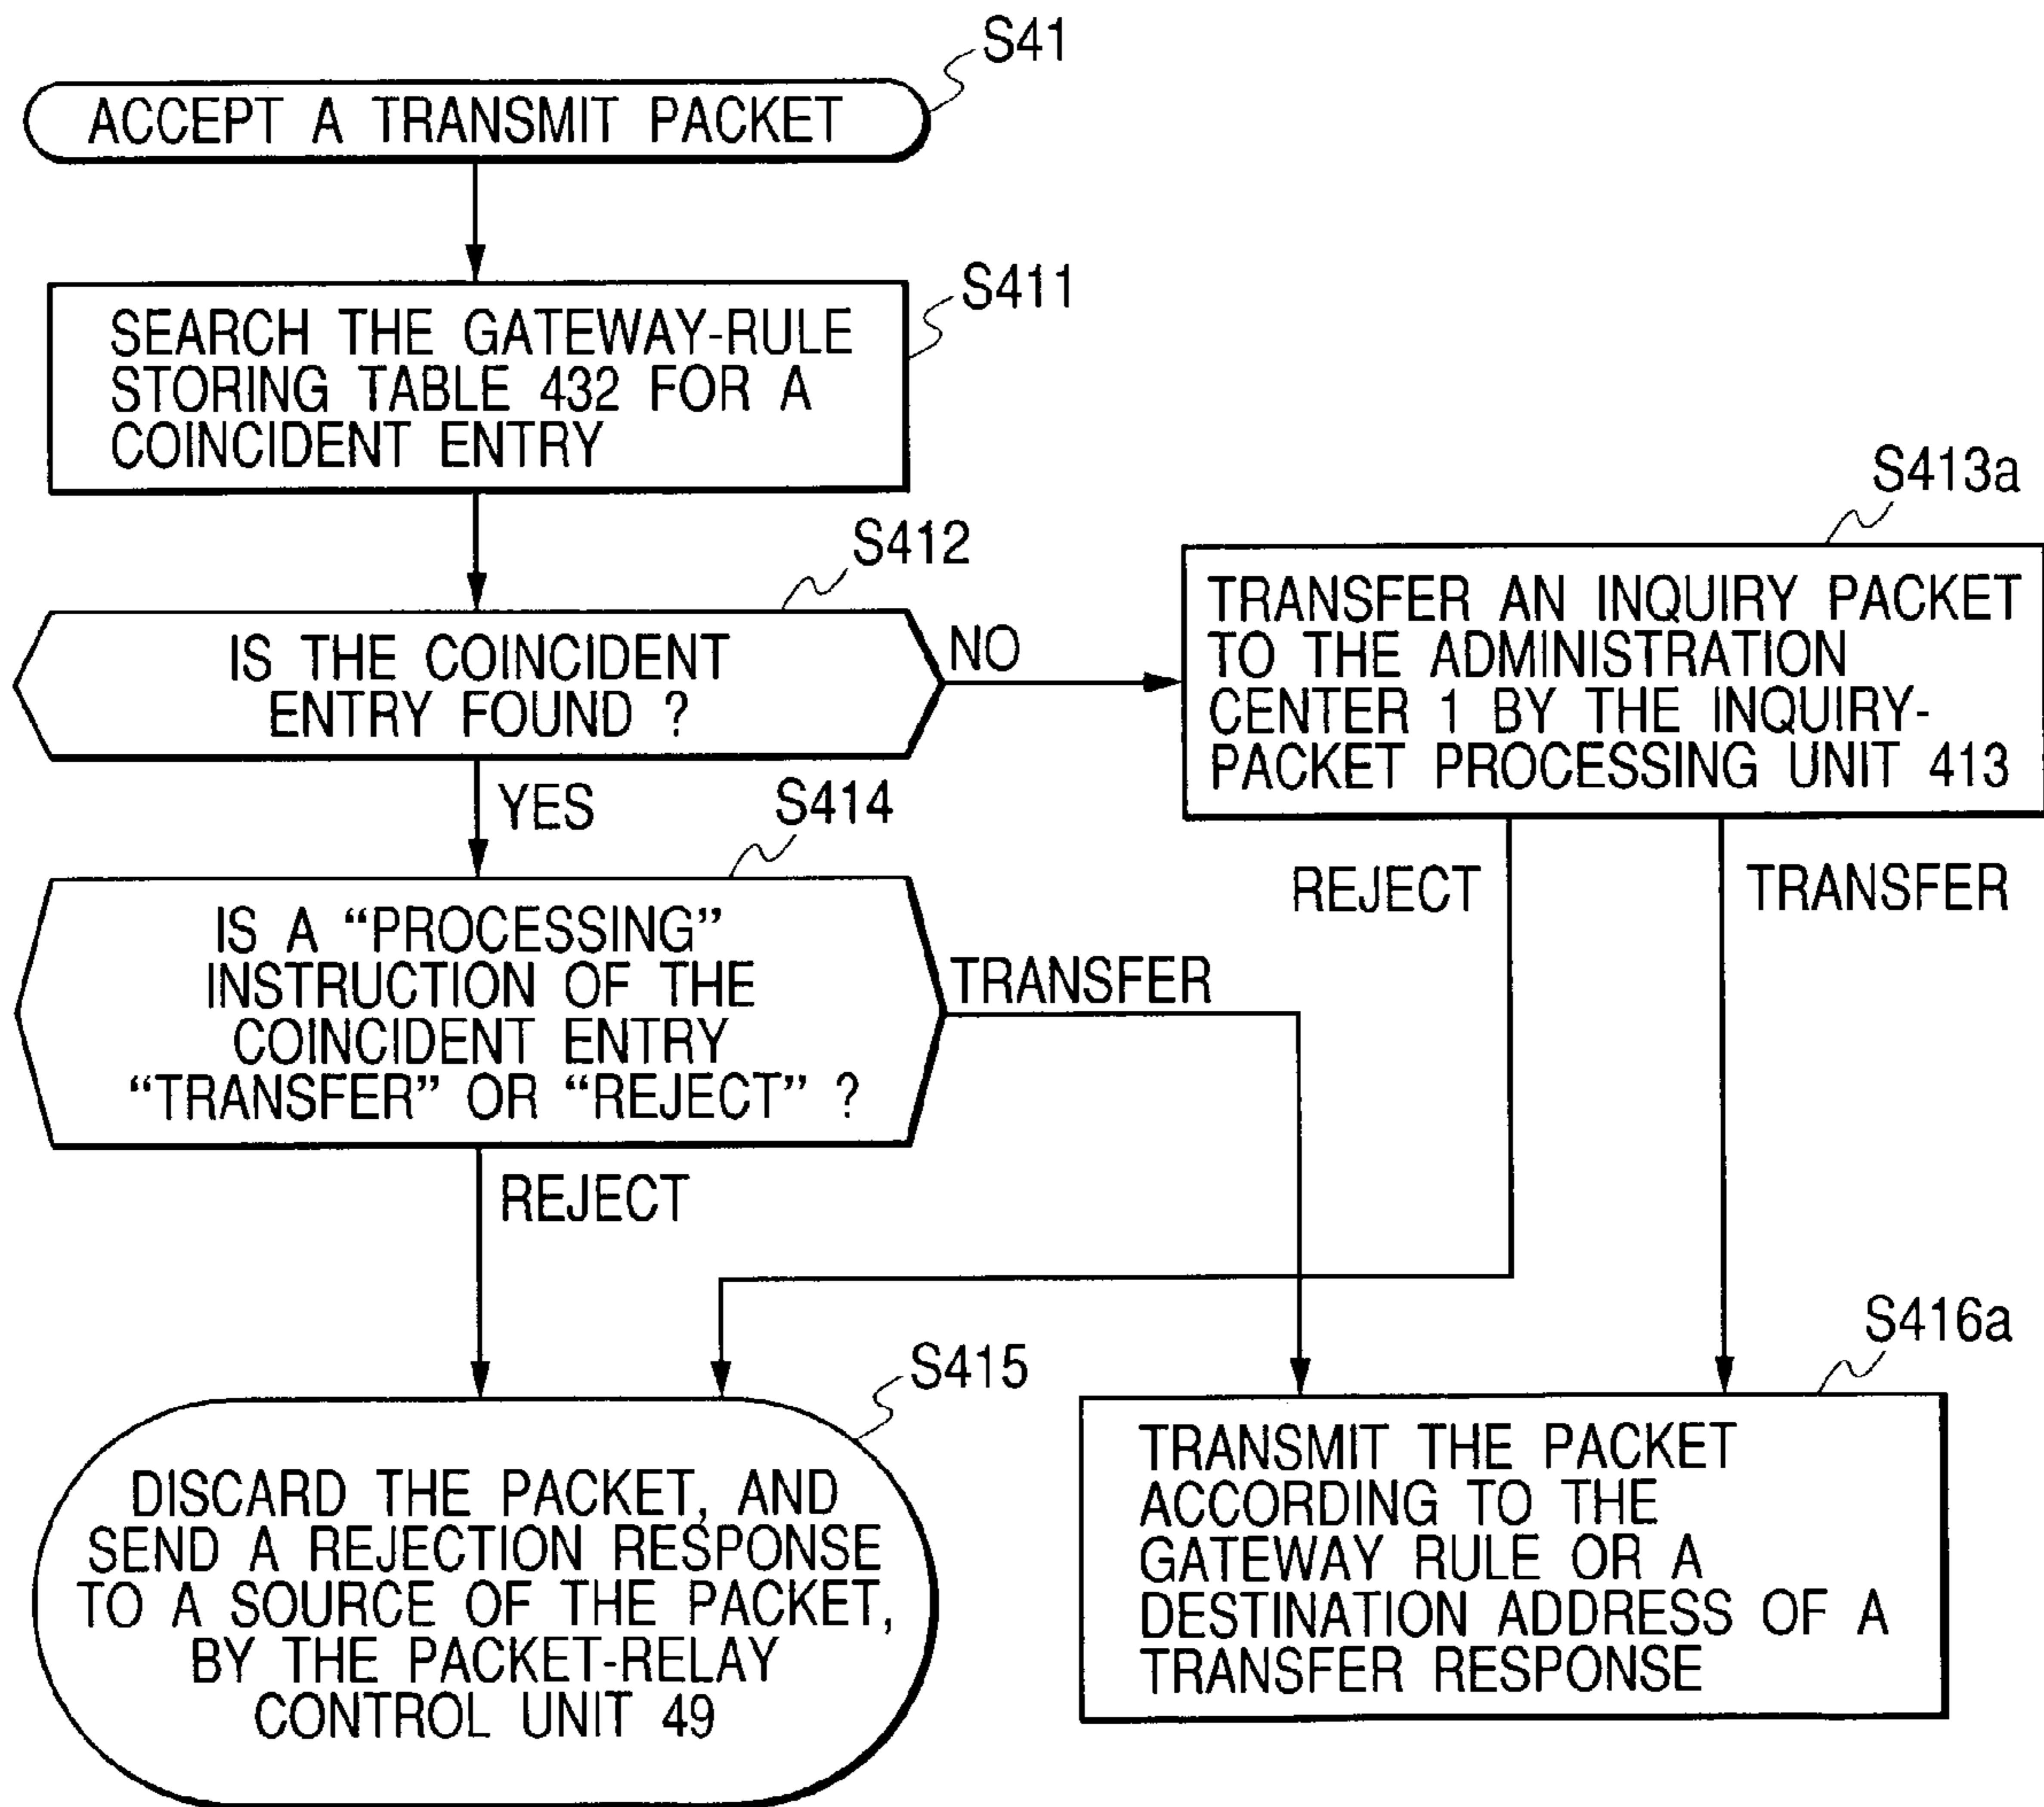 S41
ACCEPT A TRANSMIT PACKET
S411
SEARCH THE GATEWAY-RULE
STORING TABLE 432 FOR A
COINCIDENT ENTRY
S412
IS THE COINCIDENT
ENTRY FOUND ?
NO
YES
S413a
TRANSFER AN INQUIRY PACKET
TO THE ADMINISTRATION
CENTER 1 BY THE INQUIRY-
PACKET PROCESSING UNIT 413
REJECT
TRANSFER
S414
IS A “PROCESSING”
INSTRUCTION OF THE
COINCIDENT ENTRY
“TRANSFER” OR “REJECT” ?
TRANSFER
REJECT
S415
DISCARD THE PACKET, AND
SEND A REJECTION RESPONSE
TO A SOURCE OF THE PACKET,
BY THE PACKET-RELAY
CONTROL UNIT 49
S416a
TRANSMIT THE PACKET
ACCORDING TO THE
GATEWAY RULE OR A
DESTINATION ADDRESS OF A
TRANSFER RESPONSE